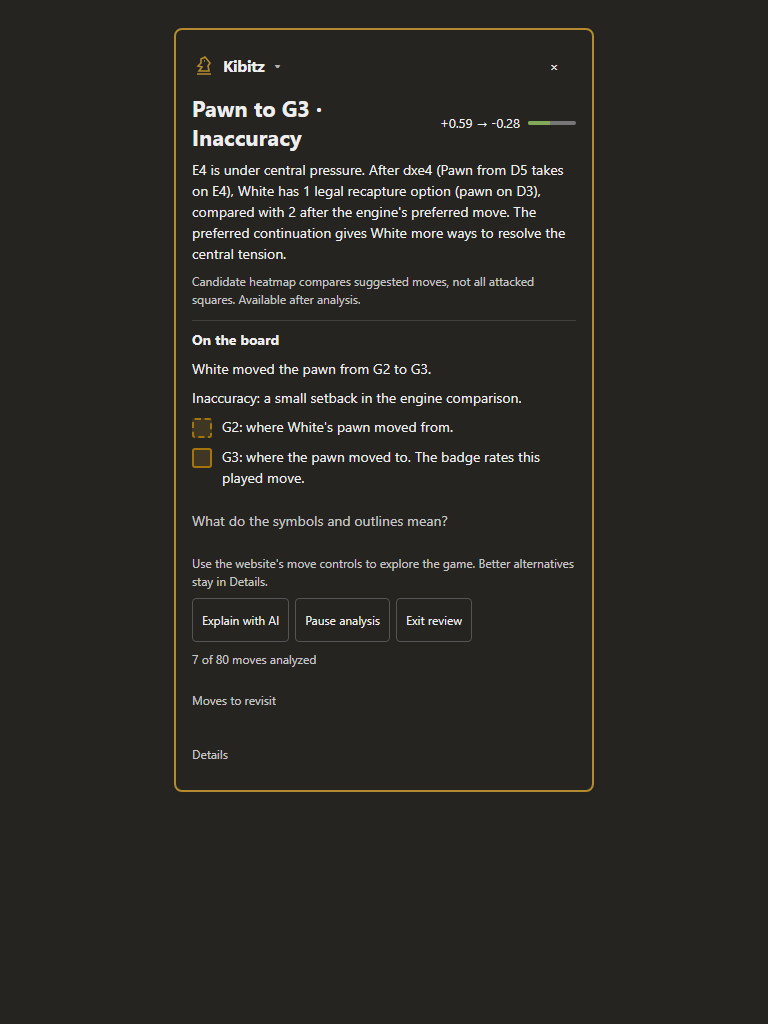 Kibitz
×
Pawn to G3 ·
Inaccuracy
+0.59 → -0.28
E4 is under central pressure. After dxe4 (Pawn from D5 takes
on E4), White has 1 legal recapture option (pawn on D3),
compared with 2 after the engine's preferred move. The
preferred continuation gives White more ways to resolve the
central tension.
Candidate heatmap compares suggested moves, not all attacked
squares. Available after analysis.
On the board
White moved the pawn from G2 to G3.
Inaccuracy: a small setback in the engine comparison.
G2: where White's pawn moved from.
G3: where the pawn moved to. The badge rates this
played move.
What do the symbols and outlines mean?
Use the website's move controls to explore the game. Better alternatives
stay in Details.
Explain with AI
Pause analysis
Exit review
7 of 80 moves analyzed
Moves to revisit
Details